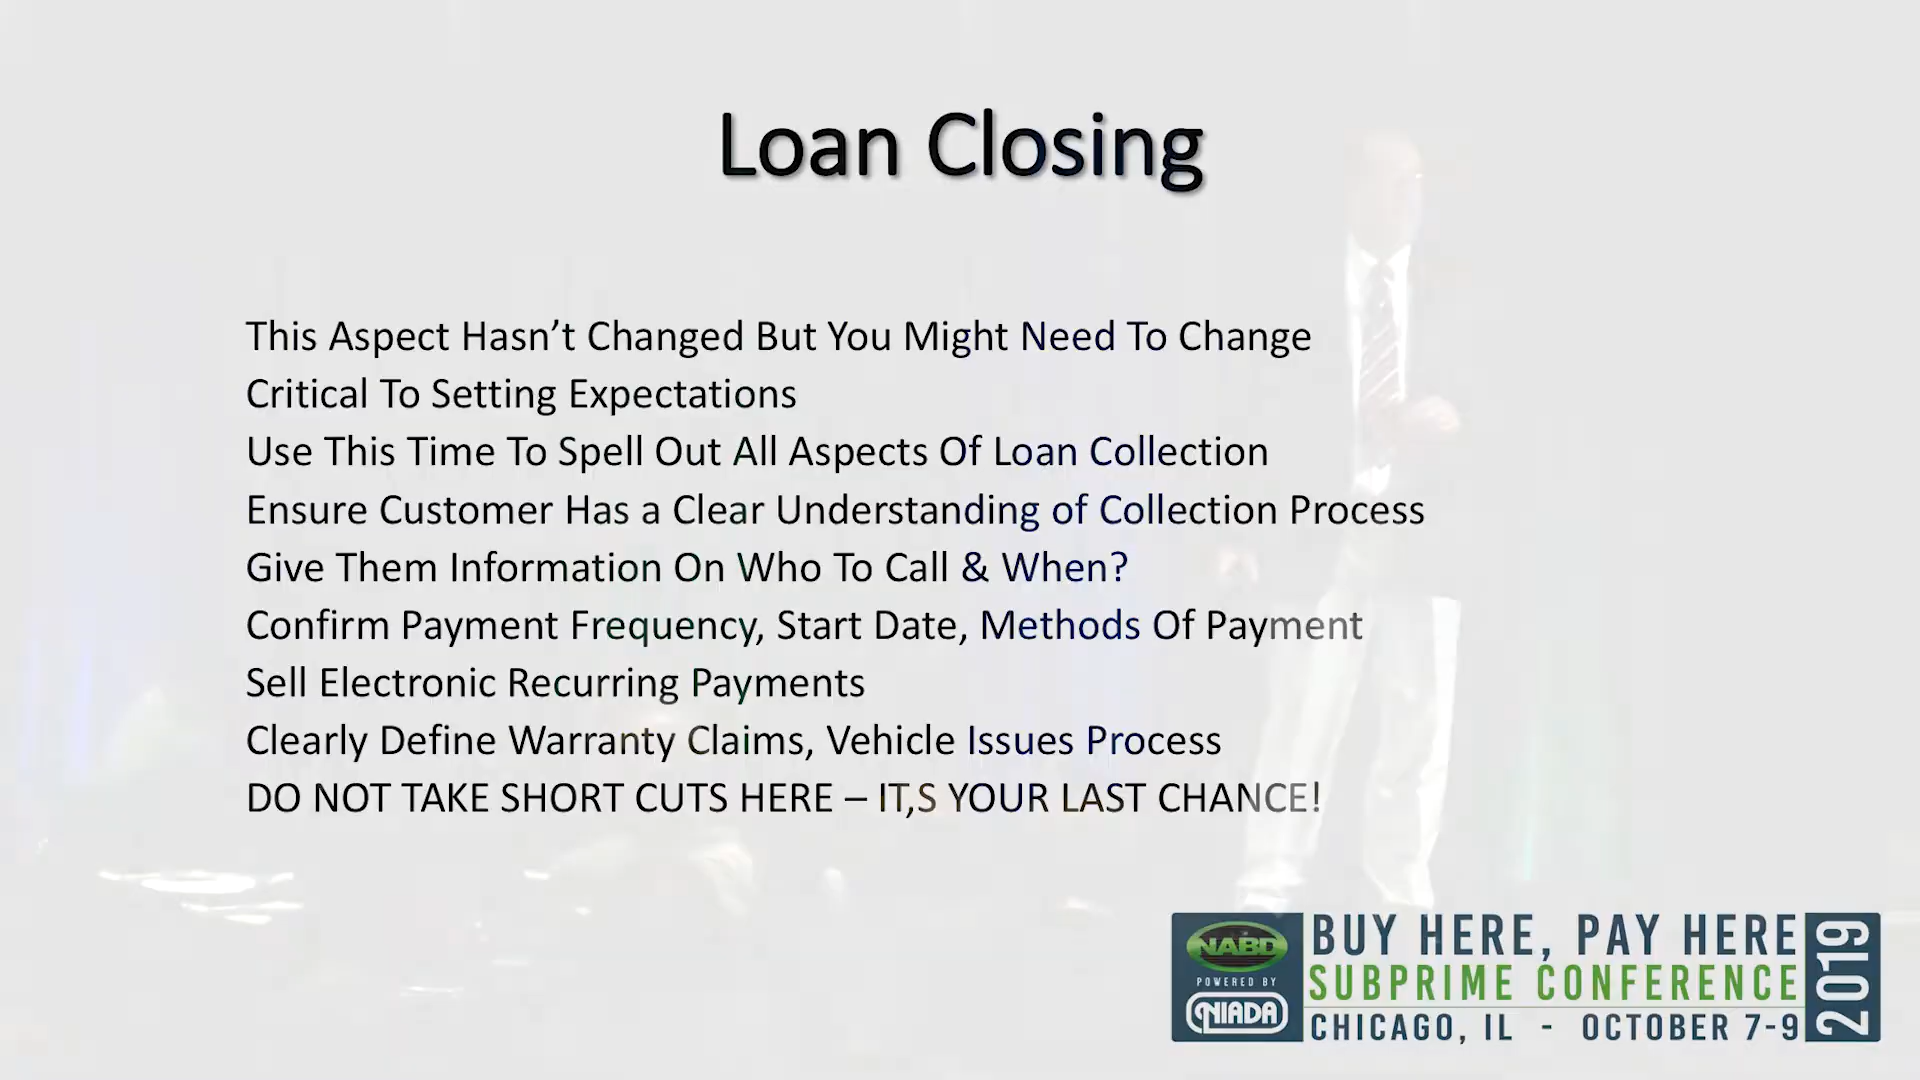 Loan Closing
This Aspect Hasn’t Changed But You Might Need To Change
Critical To Setting Expectations
Use This Time To Spell Out All Aspects Of Loan Collection
Ensure Customer Has a Clear Understanding of Collection Process
Give Them Information On Who To Call & When?
Confirm Payment Frequency, Start Date, Methods Of Payment
Sell Electronic Recurring Payments
Clearly Define Warranty Claims, Vehicle Issues Process
DO NOT TAKE SHORT CUTS HERE – IT,S YOUR LAST CHANCE!
NABD
POWERED BY
NIADA
BUY HERE, PAY HERE
SUBPRIME CONFERENCE
CHICAGO, IL - OCTOBER 7-9
2019